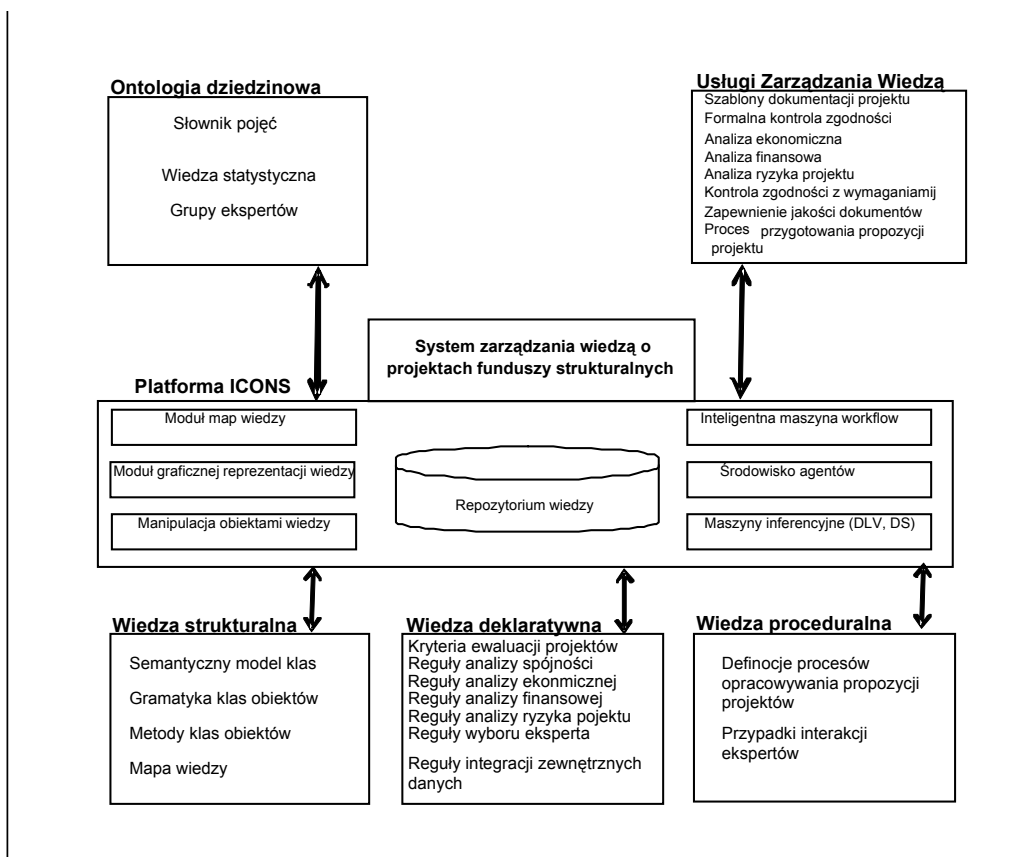 Ontologia dziedzinowa
Słownik pojęć
Wiedza statystyczna
Grupy ekspertów
Usługi Zarządzania Wiedzą
Szablony dokumentacji projektu
Formalna kontrola zgodności
Analiza ekonomiczna
Analiza finansowa
Analiza ryzyka projektu
Kontrola zgodności z wymaganiamij
Zapewnienie jakości dokumentów
Proces przygotowania propozycji
projektu
System zarządzania wiedzą o
projektach funduszy strukturalnych
Platforma ICONS
Moduł map wiedzy
Moduł graficznej reprezentacji wiedzy
Manipulacja obiektami wiedzy
Repozytorium wiedzy
Inteligentna maszyna workflow
Środowisko agentów
Maszyny inferencyjne (DLV, DS)
Wiedza strukturalna
Semantyczny model klas
Gramatyka klas obiektów
Metody klas obiektów
Mapa wiedzy
Wiedza deklaratywna
Kryteria ewaluacji projektów
Reguły analizy spójności
Reguły analizy ekonmicznej
Reguły analizy finansowej
Reguły analizy ryzyka pojektu
Reguły wyboru eksperta
Reguły integracji zewnętrznych
danych
Wiedza proceduralna
Definocje procesów
opracowywania propozycji
projektów
Przypadki interakcji
ekspertów